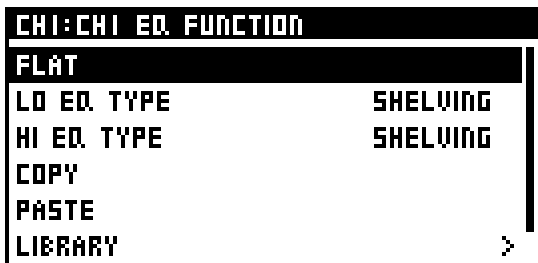 CH1:CH1 EQ FUNCTION
FLAT
LO EQ TYPE SHELVING
HI EQ TYPE SHELVING
COPY
PASTE
LIBRARY >